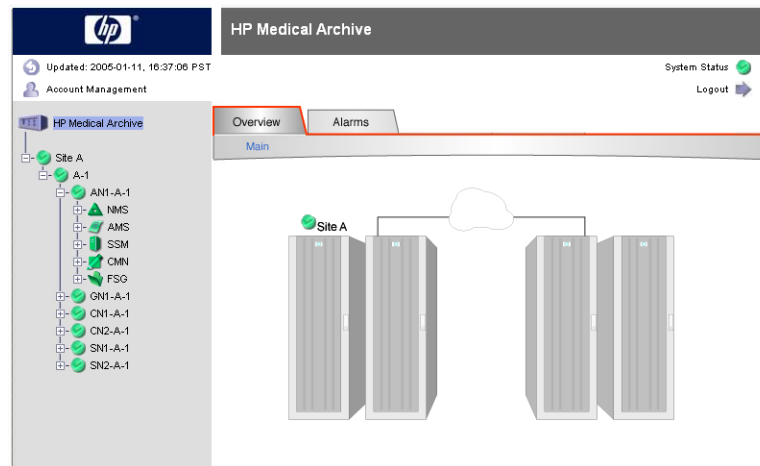 hp
HP Medical Archive
Updated: 2005-01-11, 16:37:06 PST
System Status
Account Management
Logout
HP Medical Archive
Overview
Alarms
Main
Site A
A-1
AN1-A-1
NMS
AMS
SSM
CMN
FSG
GN1-A-1
CN1-A-1
CN2-A-1
SN1-A-1
SN2-A-1
Site A